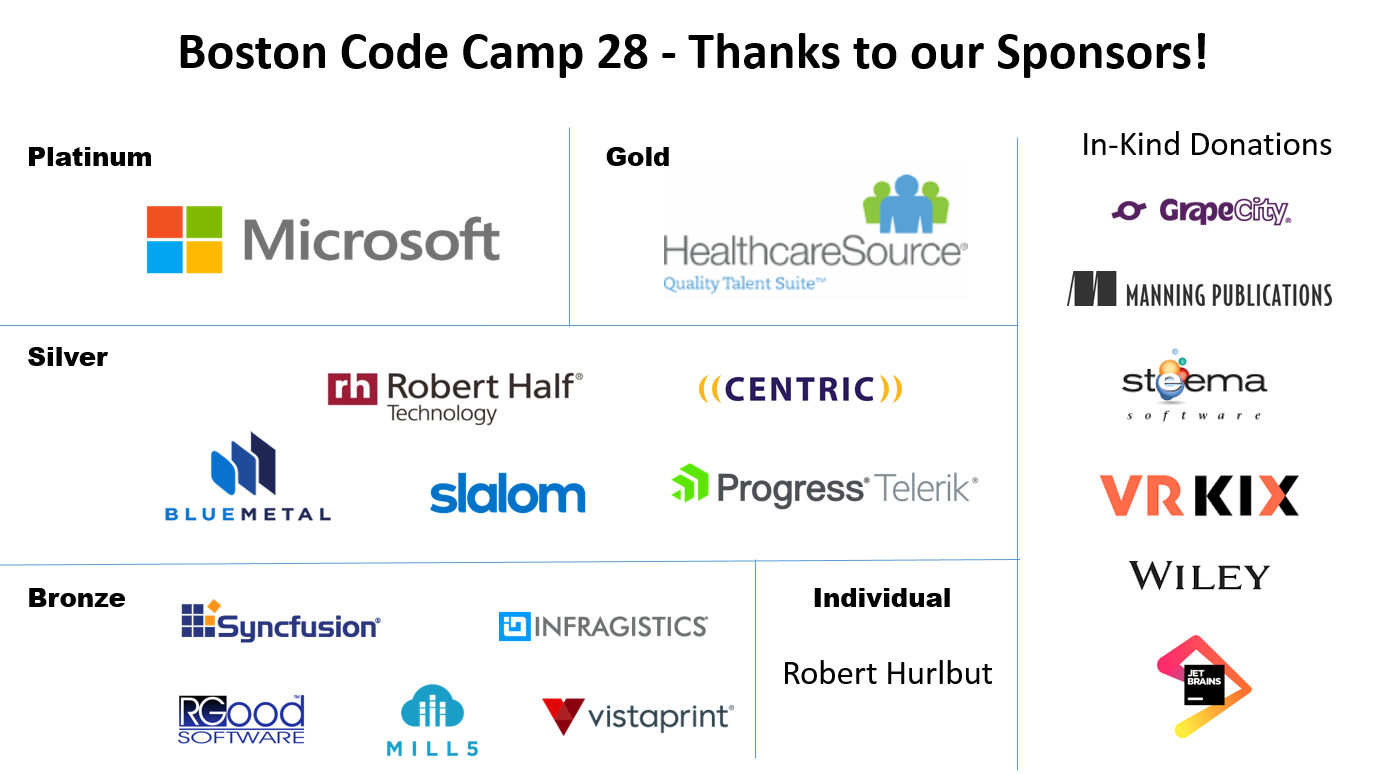 Boston Code Camp 28 - Thanks to our Sponsors!
Platinum
Microsoft
Gold
HealthcareSource®
Quality Talent Suite™
In-Kind Donations
GrapeCity®
MANNING PUBLICATIONS
steema
software
VR KIX
WILEY
JET
BRAINS
Silver
rh Robert Half®
Technology
((CENTRIC))
BLUEMETAL
slalom
Progress® Telerik®
Bronze
Syncfusion®
INFRAGISTICS®
RGood™
SOFTWARE
MILL5
vistaprint®
Individual
Robert Hurlbut